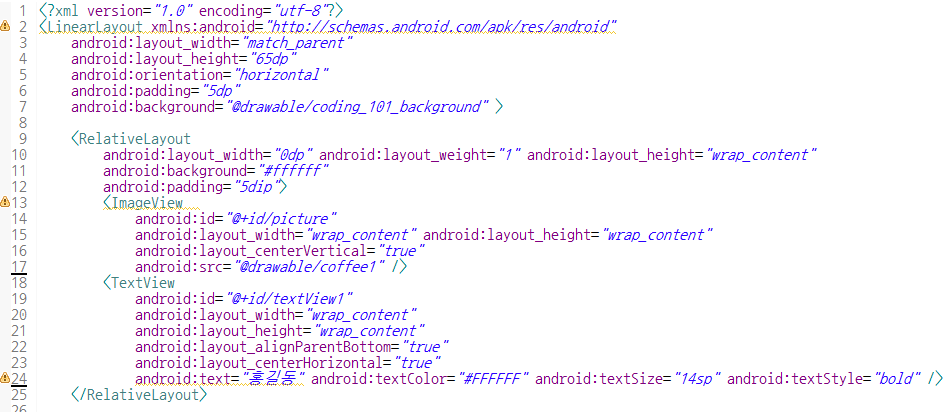 1 <?xml version="1.0" encoding="utf-8"?>
2 <LinearLayout xmlns:android="http://schemas.android.com/apk/res/android"
3 android:layout_width="match_parent"
4 android:layout_height="65dp"
5 android:orientation="horizontal"
6 android:padding="5dp"
7 android:background="@drawable/coding_101_background" >
8
9 <RelativeLayout
10 android:layout_width="0dp" android:layout_weight="1" android:layout_height="wrap_content"
11 android:background="#ffffff"
12 android:padding="5dip">
13 <ImageView
14 android:id="@+id/picture"
15 android:layout_width="wrap_content" android:layout_height="wrap_content"
16 android:layout_centerVertical="true"
17 android:src="@drawable/coffee1" />
18 <TextView
19 android:id="@+id/textView1"
20 android:layout_width="wrap_content"
21 android:layout_height="wrap_content"
22 android:layout_alignParentBottom="true"
23 android:layout_centerHorizontal="true"
24 android:text="홍길동" android:textColor="#FFFFFF" android:textSize="14sp" android:textStyle="bold" />
25 </RelativeLayout>
26